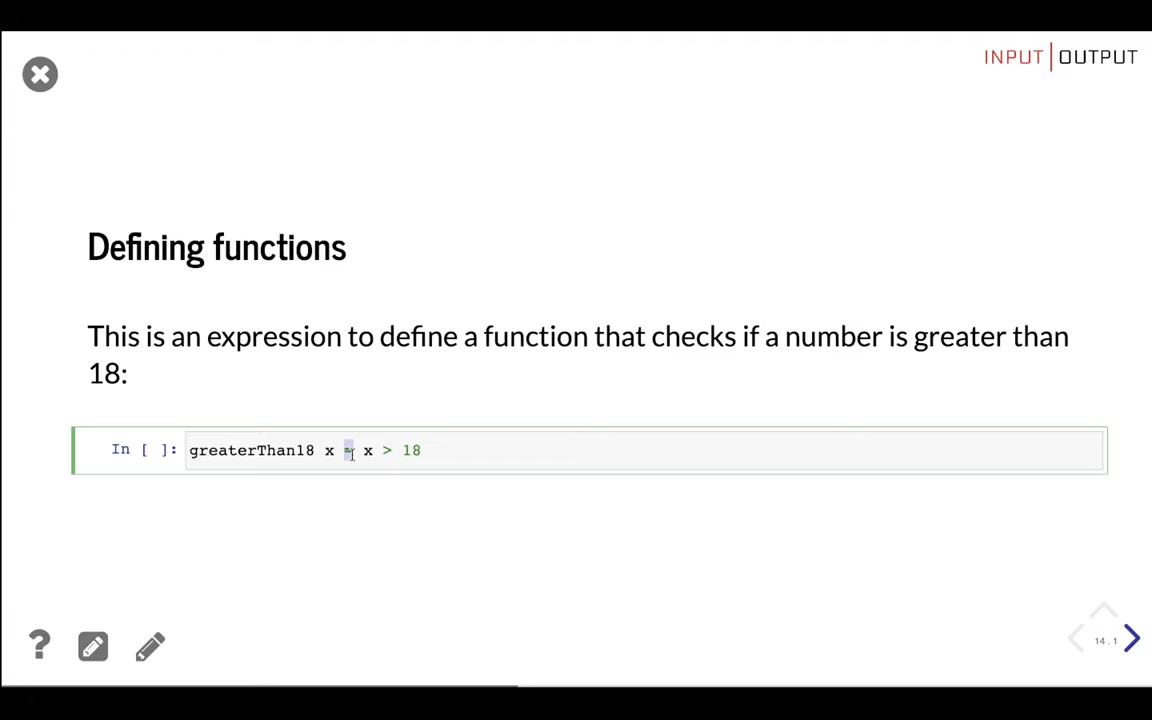 INPUT|OUTPUT
Defining functions
This is an expression to define a function that checks if a number is greater than
18:
In [ ]: greaterThan18 x = x > 18
14.1